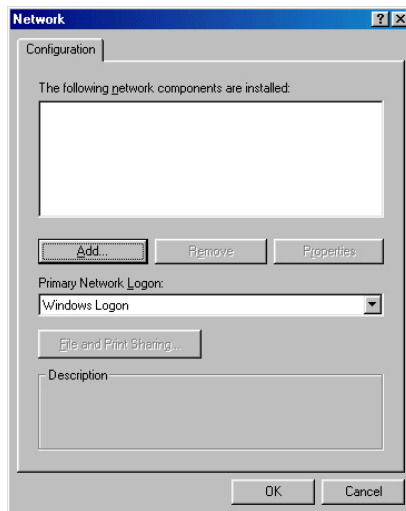 Network
Configuration
The following network components are installed:
Add... Remove Properties
Primary Network Logon:
Windows Logon
File and Print Sharing...
Description
OK Cancel